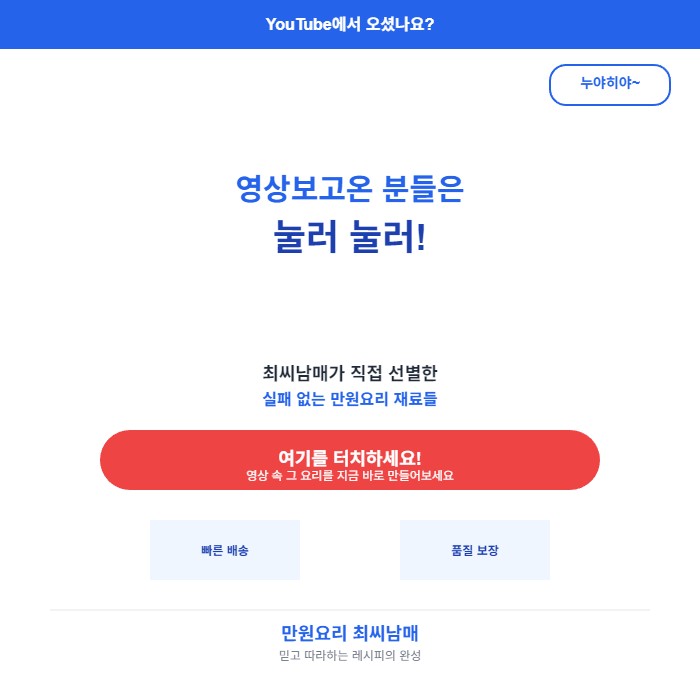 YouTube에서 오셨나요?
누야히야~
영상보고온 분들은
눌러 눌러!
최씨남매가 직접 선별한
실패 없는 만원요리 재료들
여기를 터치하세요!
영상 속 그 요리를 지금 바로 만들어보세요
빠른 배송
품질 보장
만원요리 최씨남매
믿고 따라하는 레시피의 완성